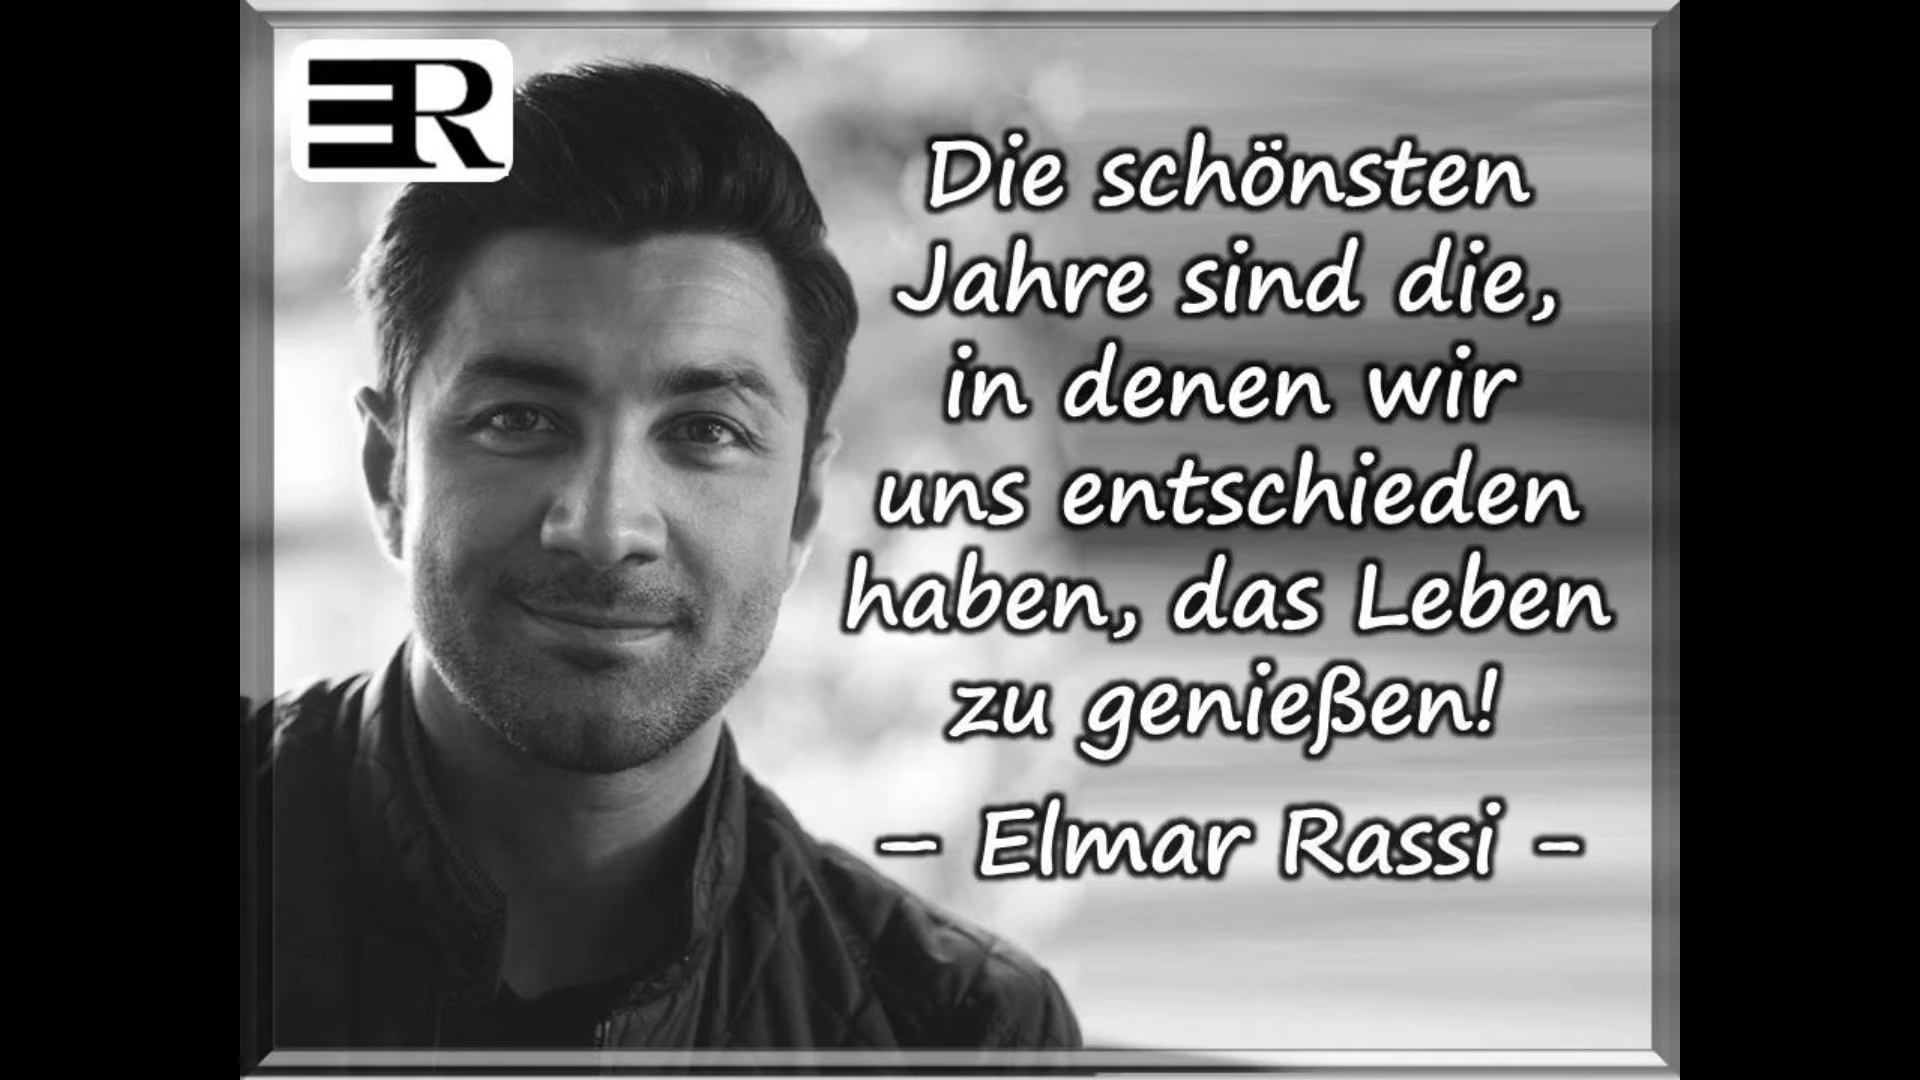 ER
Die schönsten
Jahre sind die,
in denen wir
uns entschieden
haben, das Leben
zu genießen!
– Elmar Rassi -